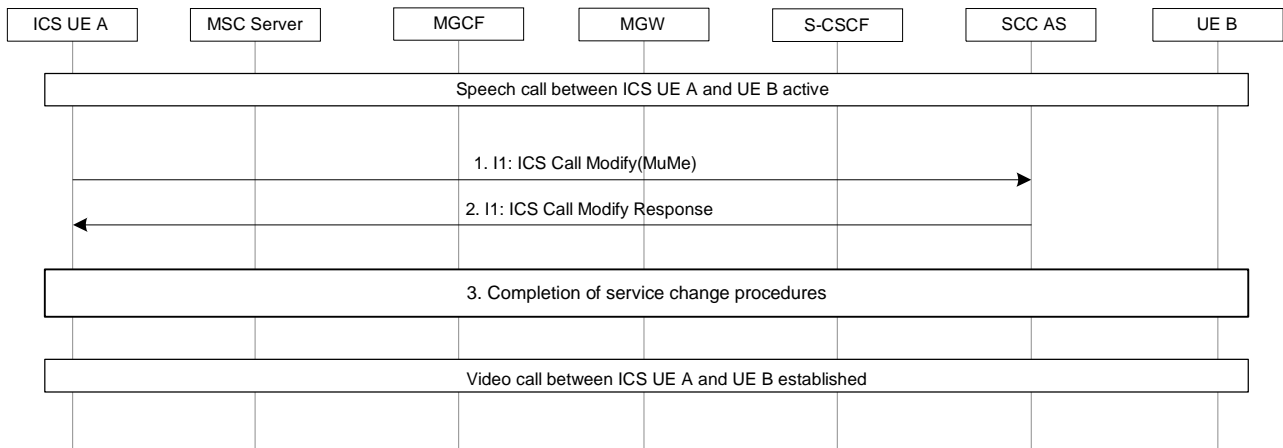 ICS UE A
MSC Server
MGCF
MGW
S-CSCF
SCC AS
UE B
Speech call between ICS UE A and UE B active
1. I1: ICS Call Modify(MuMe)
2. I1: ICS Call Modify Response
3. Completion of service change procedures
Video call between ICS UE A and UE B established